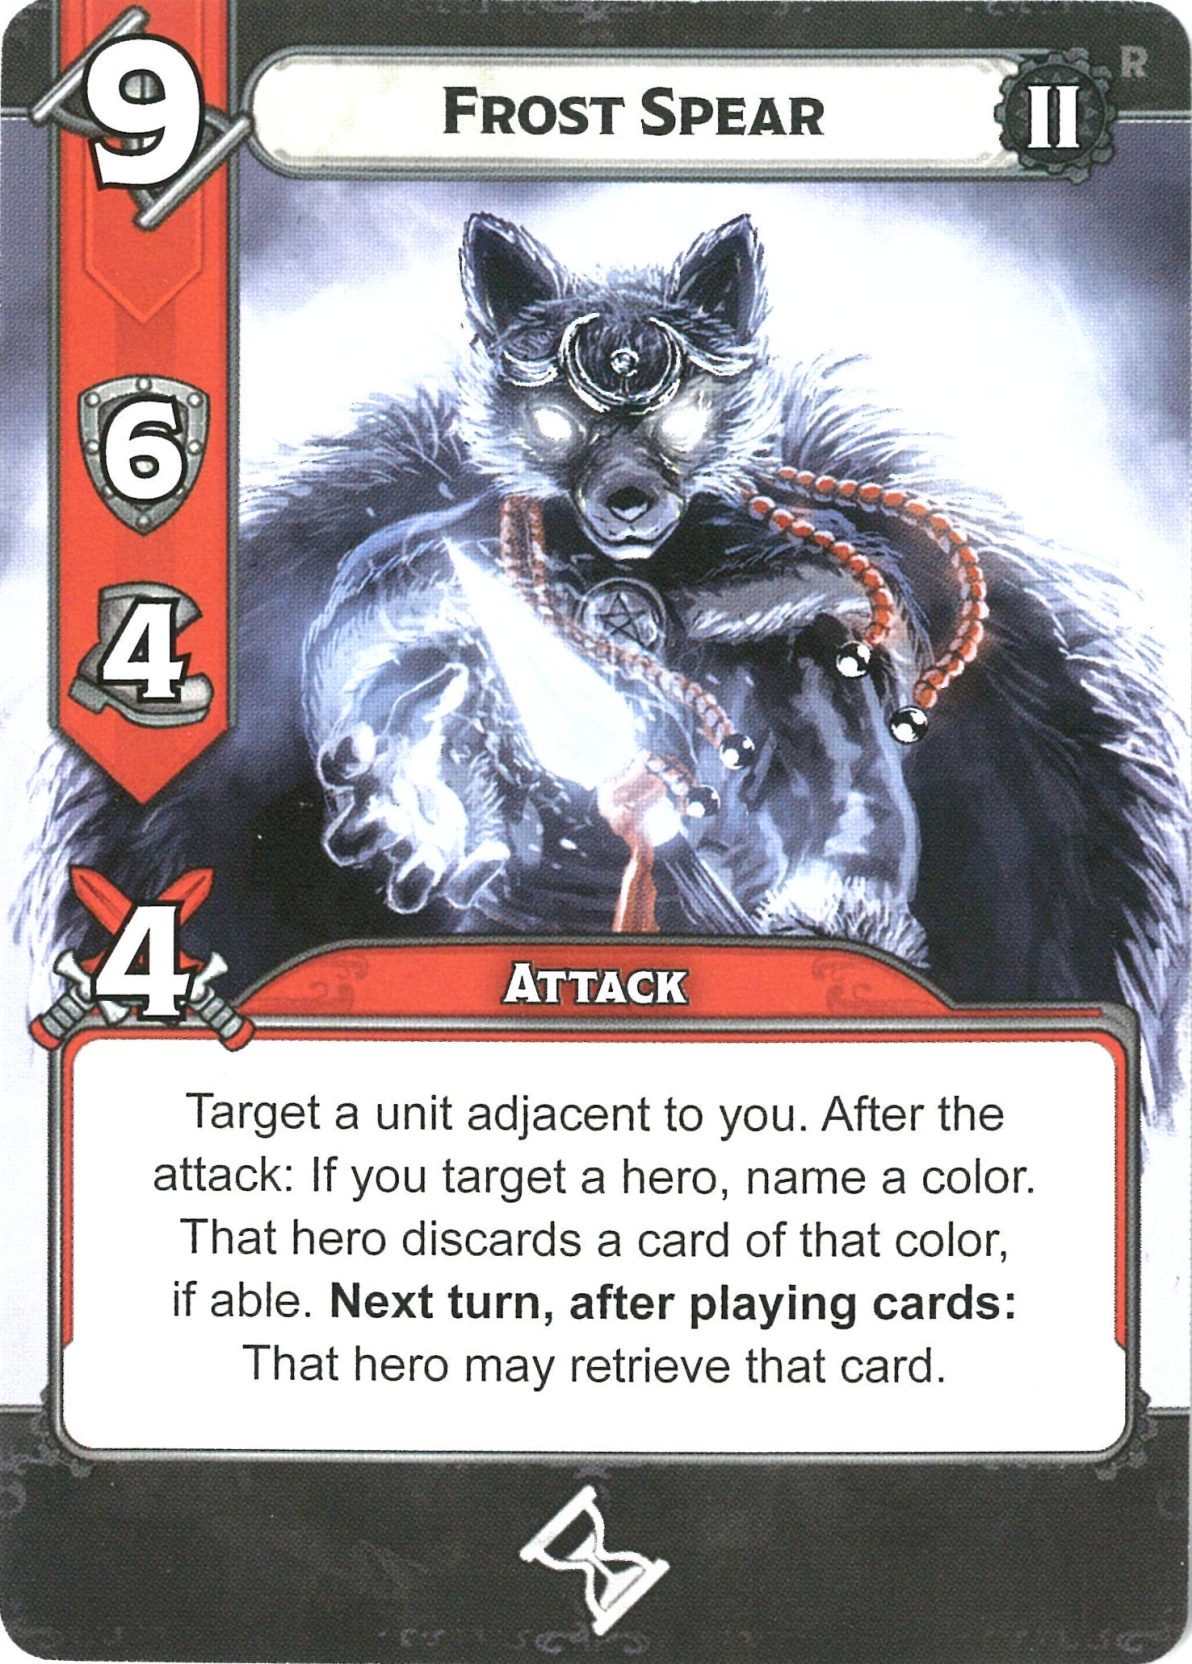 9
FROST SPEAR
II
R
6
4
4
ATTACK
Target a unit adjacent to you. After the
attack: If you target a hero, name a color.
That hero discards a card of that color,
if able. Next turn, after playing cards:
That hero may retrieve that card.